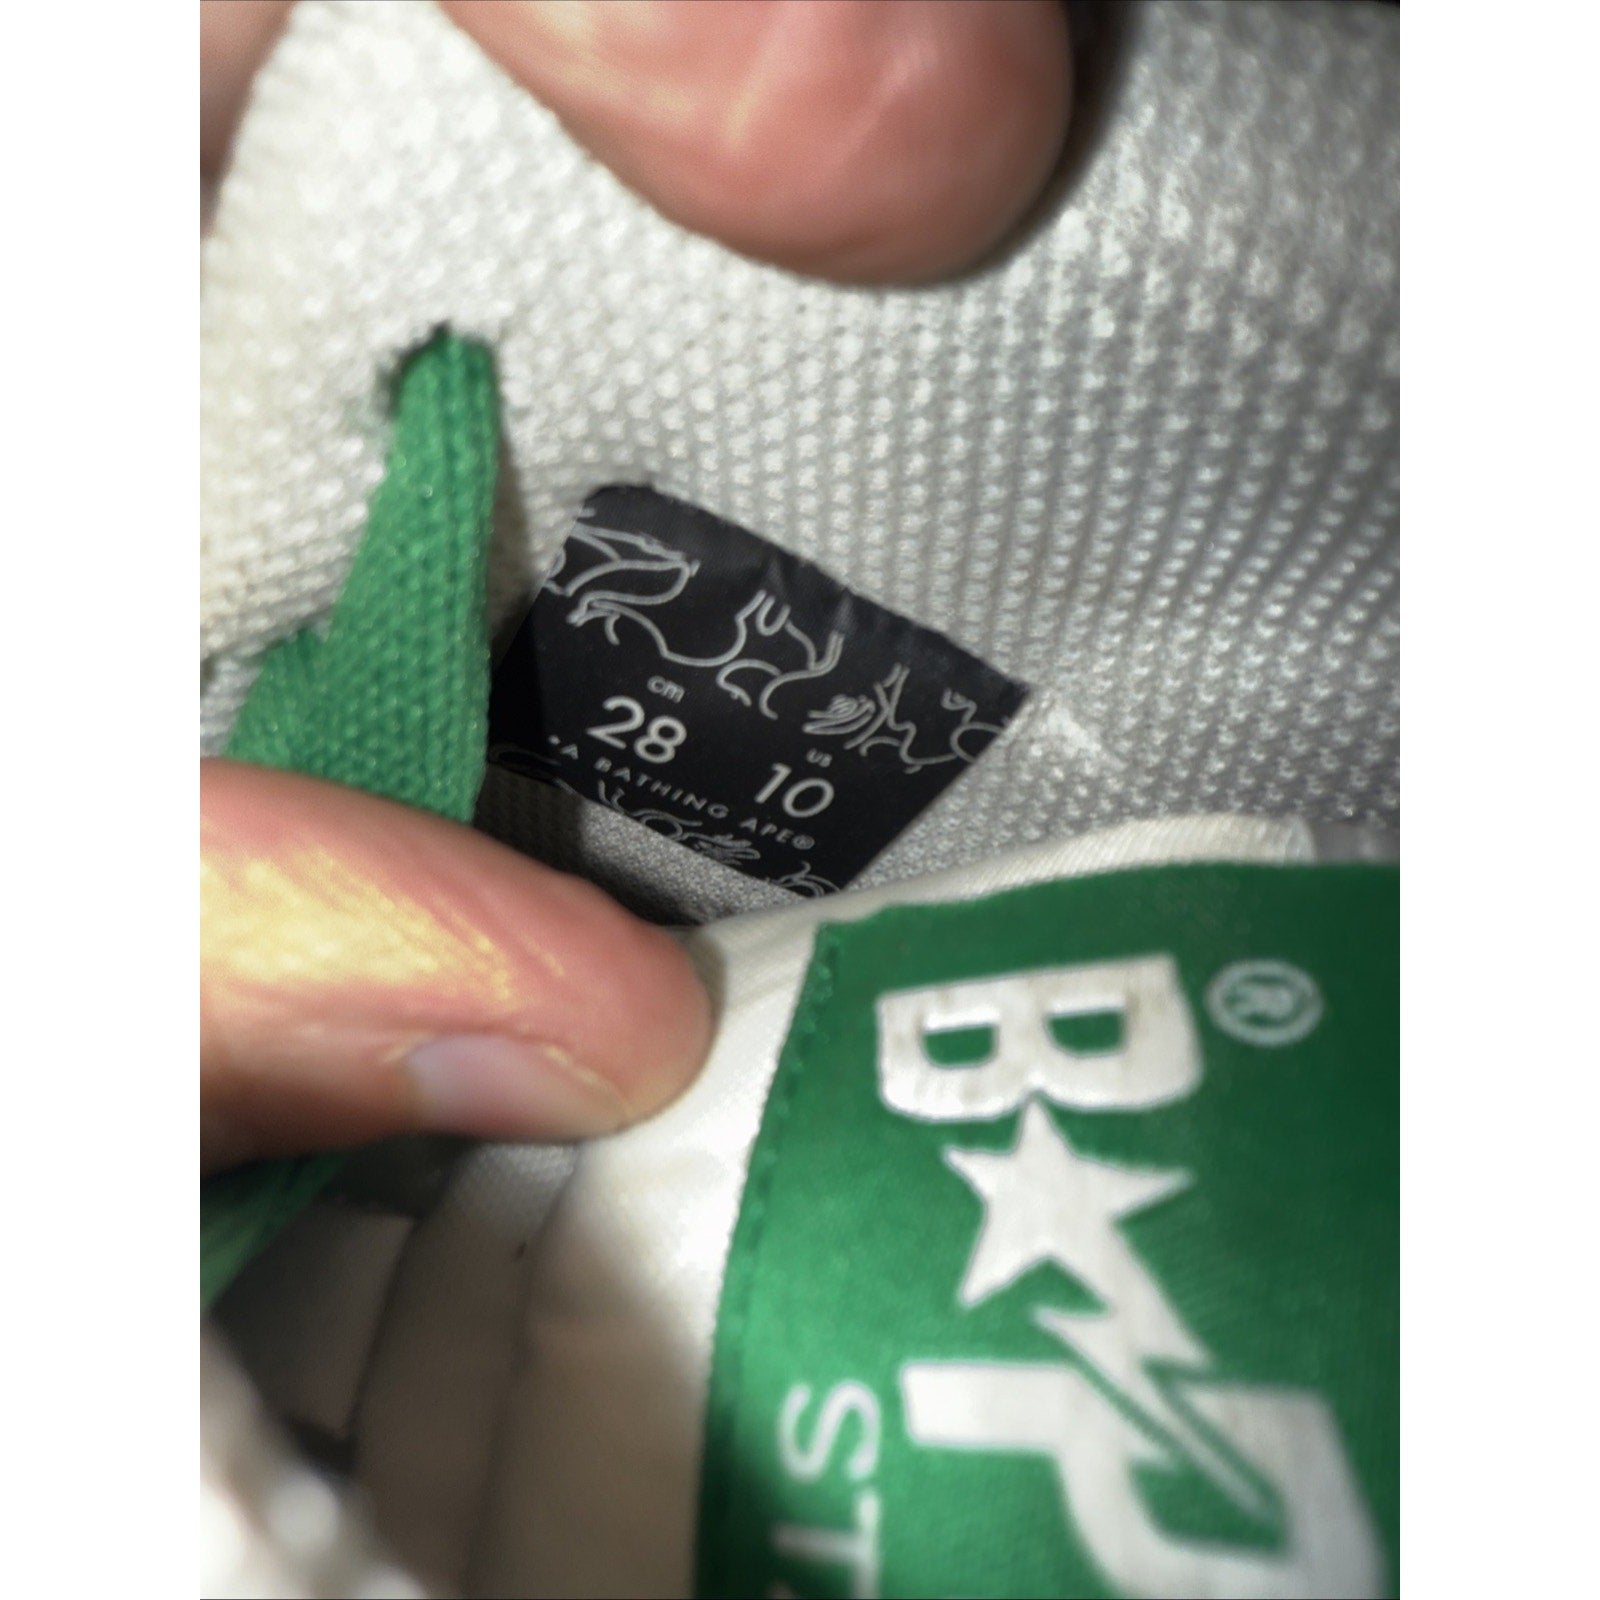 cm
28
US
10
"A BATHING APE®
B★P
®
ST